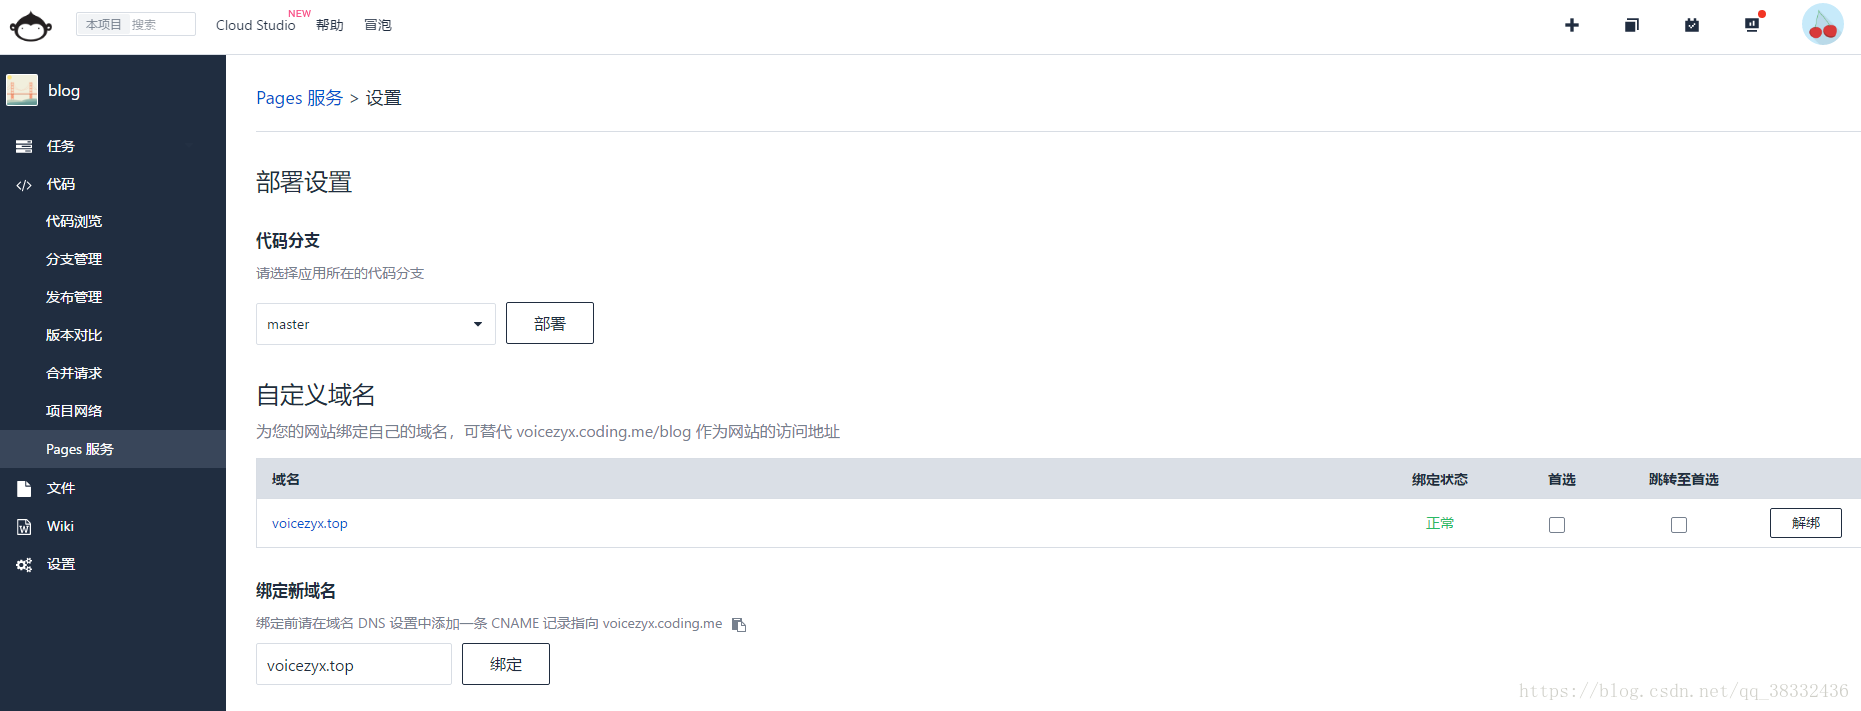 本项目 搜索 Cloud Studio NEW 帮助 冒泡
blog
任务
代码
代码浏览
分支管理
发布管理
版本对比
合并请求
项目网络
Pages 服务
文件
Wiki
设置
Pages 服务 > 设置
部署设置
代码分支
请选择应用所在的代码分支
master 部署
自定义域名
为您的网站绑定自己的域名，可替代 voicezyx.coding.me/blog 作为网站的访问地址
域名 绑定状态 首选 跳转至首选
voicezyx.top 正常 解绑
绑定新域名
绑定前请在域名 DNS 设置中添加一条 CNAME 记录指向 voicezyx.coding.me
voicezyx.top 绑定
https://blog.csdn.net/qq_38332436